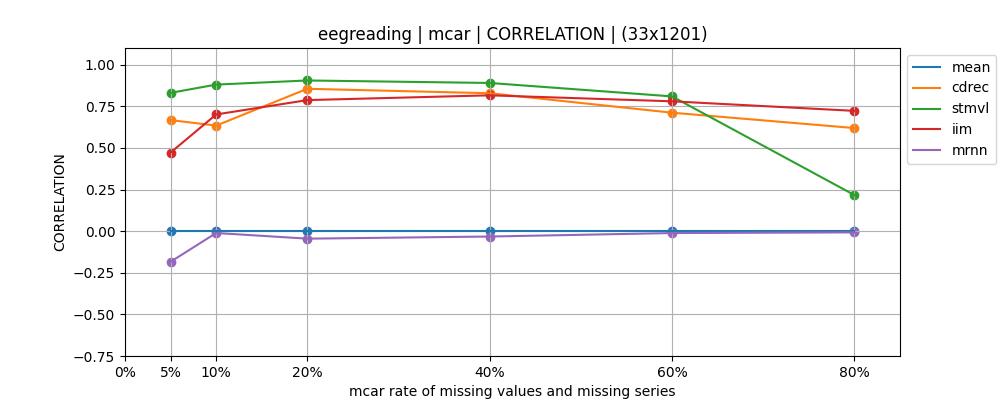 eegreading | mcar | CORRELATION | (33x1201)
1.00
0.75
0.50
0.25
0.00
−0.25
−0.50
−0.75
CORRELATION
0% 5% 10% 20% 40% 60% 80%
mcar rate of missing values and missing series
mean
cdrec
stmvl
iim
mrnn